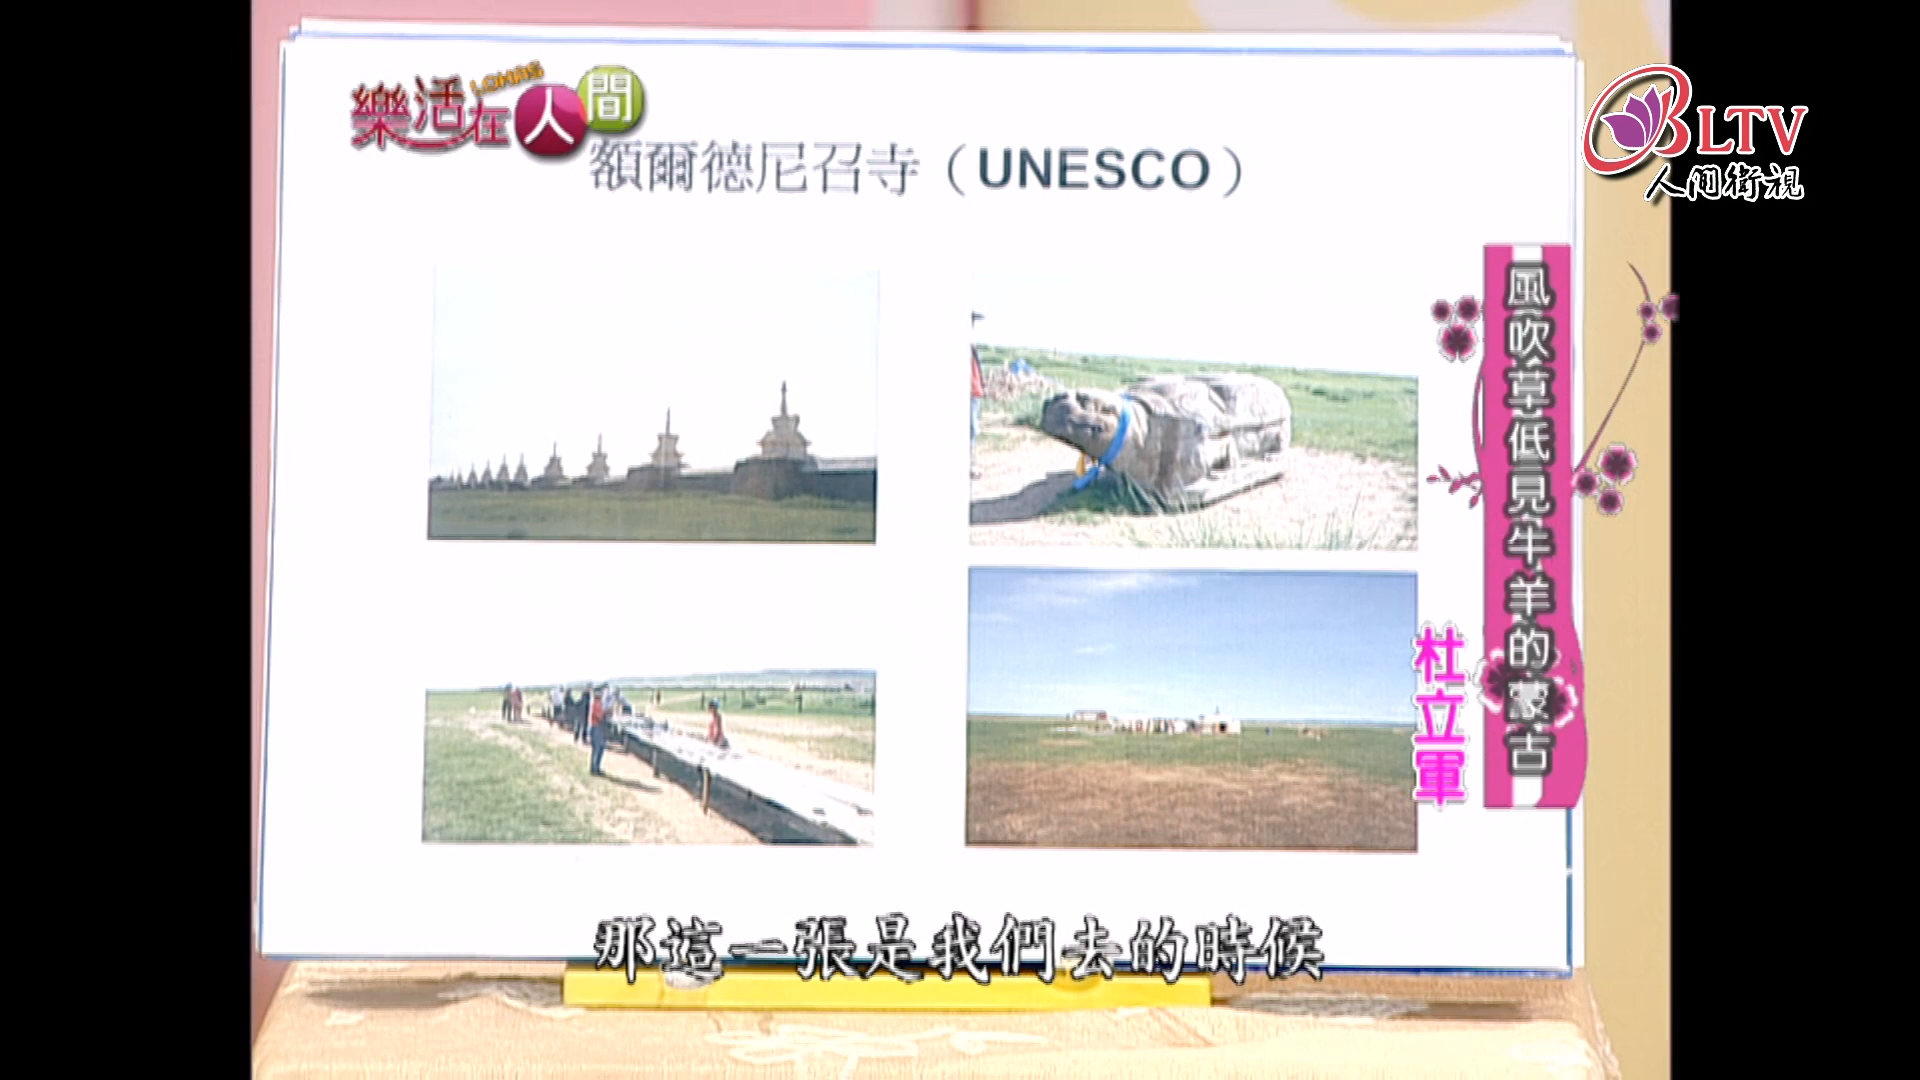 樂活在人間
LOHAS
額爾德尼召寺（UNESCO）
BLTV
人間衛視
風吹草低見牛羊的蒙古
杜立軍
那這一張是我們去的時候